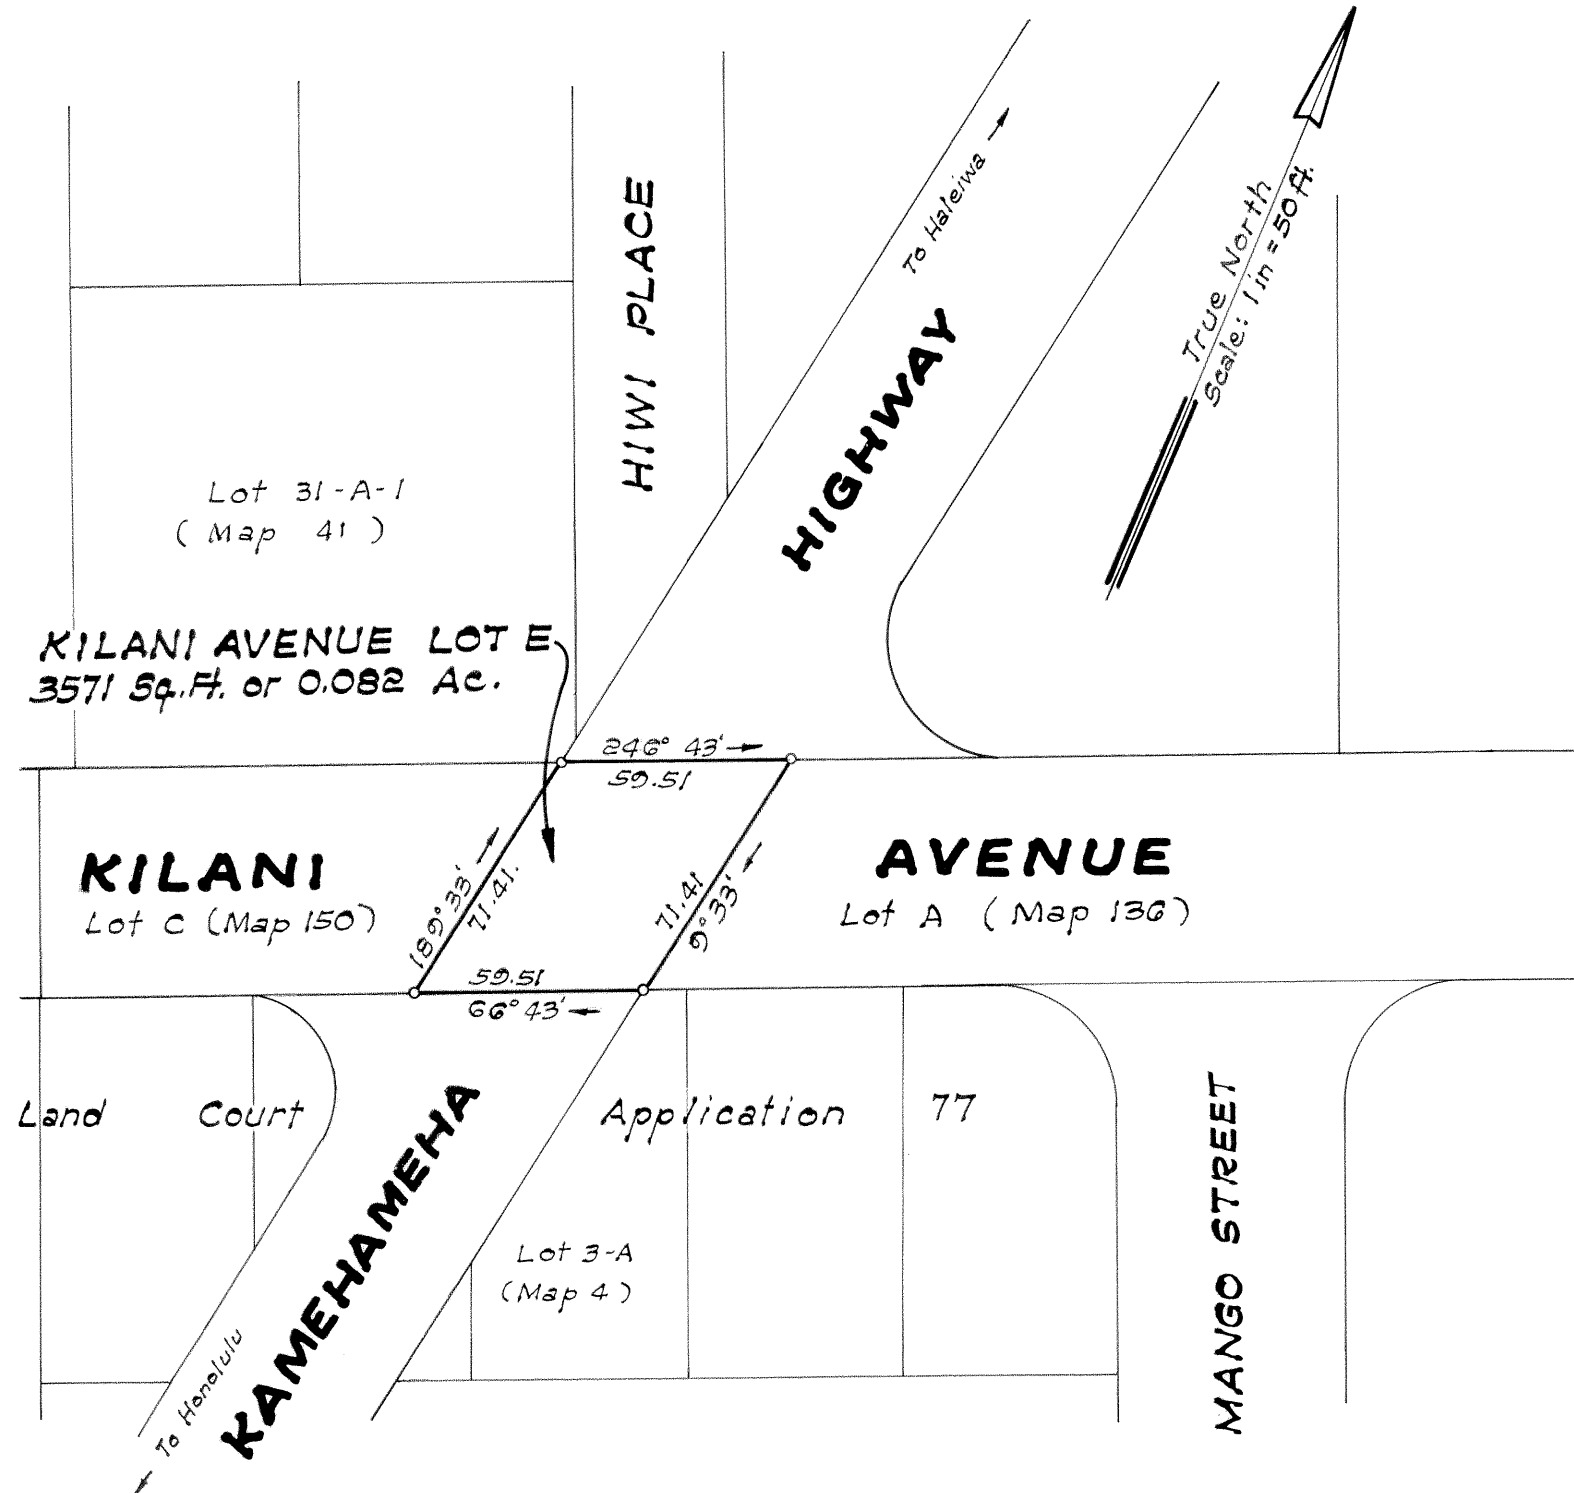 To Haleiwa
True North
Scale: 1 in = 50 ft.
HIWI PLACE
HIGHWAY
Lot 31-A-1
( Map 41 )
KILANI AVENUE LOT E
3571 Sq.Ft. or 0.082 Ac.
246° 43'
59.51
189° 33'
71.41.
71.41
9° 33'
59.51
66° 43'
KILANI
Lot C (Map 150)
AVENUE
Lot A ( Map 136)
Land Court Application 77
KAMEHAMEHA
Lot 3-A
(Map 4)
MANGO STREET
To Honolulu